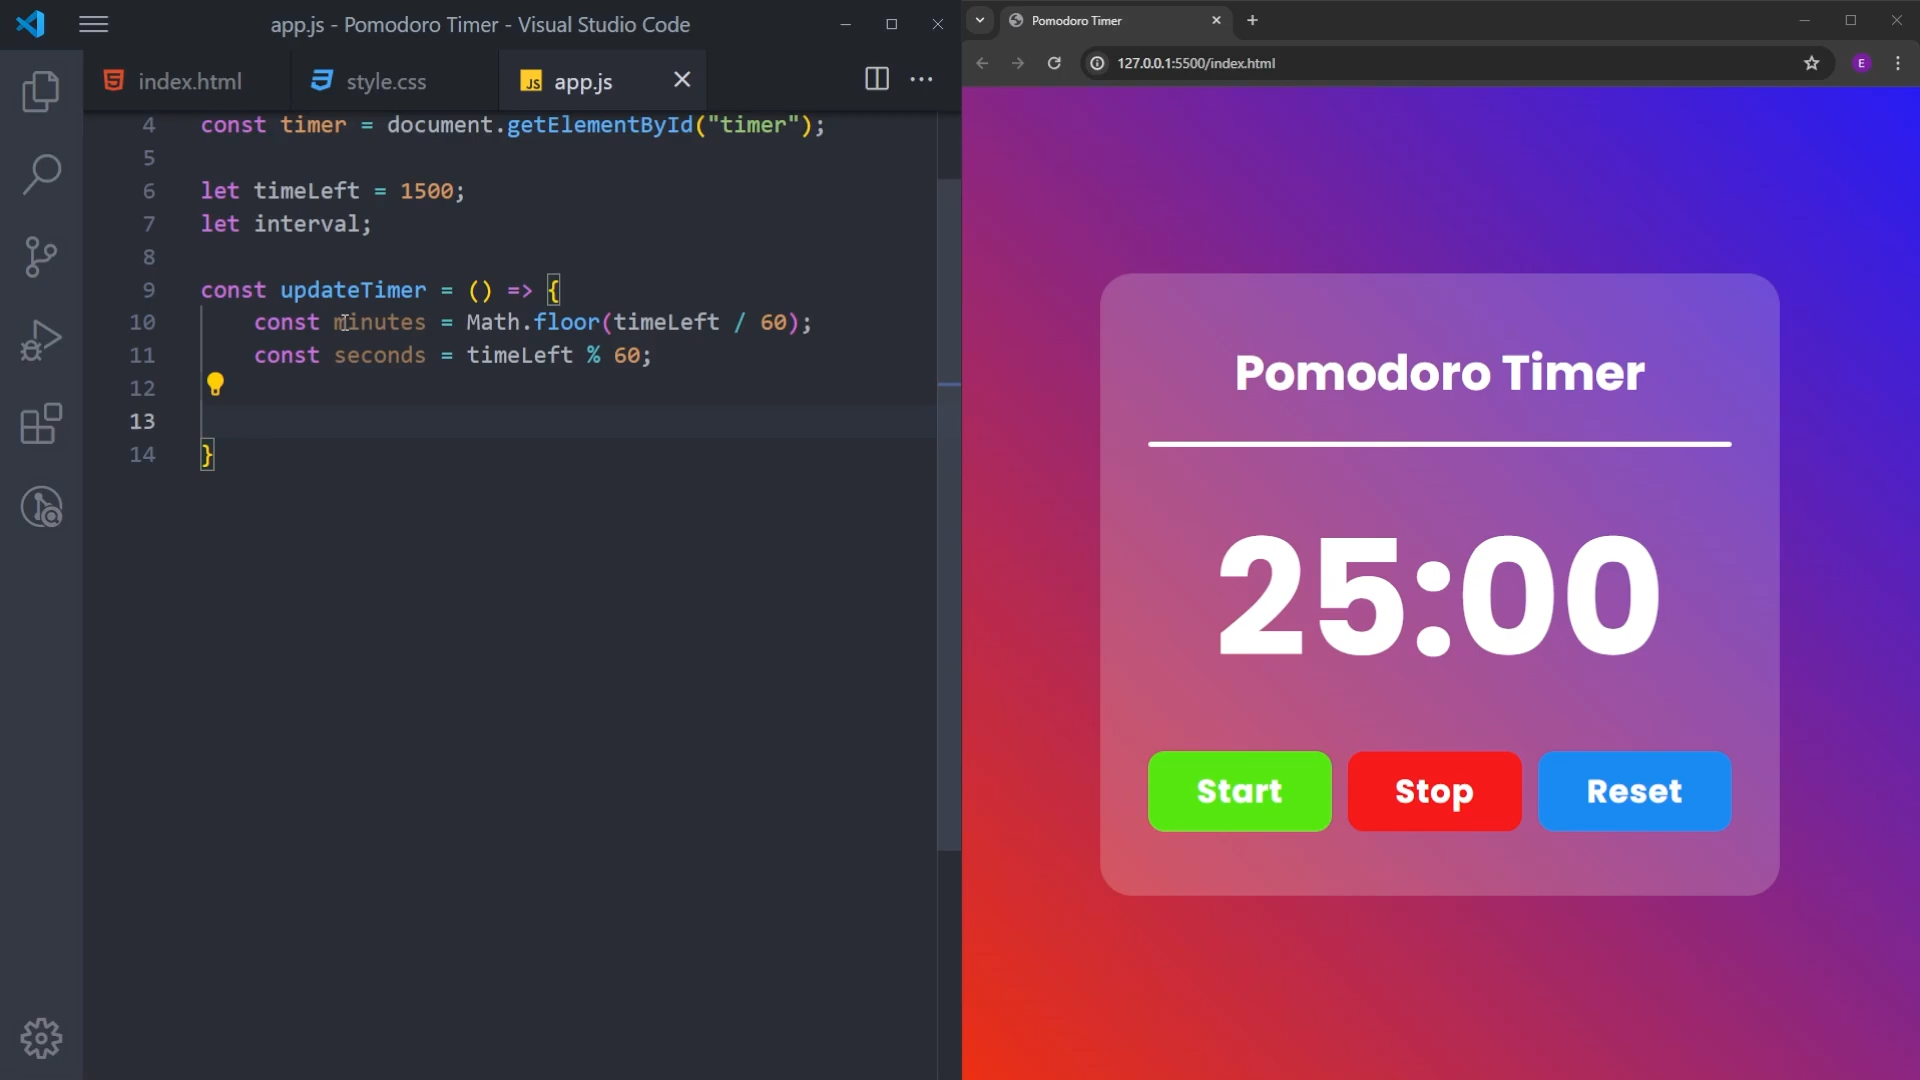 app.js - Pomodoro Timer - Visual Studio Code
index.html
style.css
JS app.js
4 const timer = document.getElementById("timer");
5
6 let timeLeft = 1500;
7 let interval;
8
9 const updateTimer = () => {
10 const minutes = Math.floor(timeLeft / 60);
11 const seconds = timeLeft % 60;
12
13
14 }
Pomodoro Timer
127.0.0.1:5500/index.html
E
Pomodoro Timer
25:00
Start
Stop
Reset